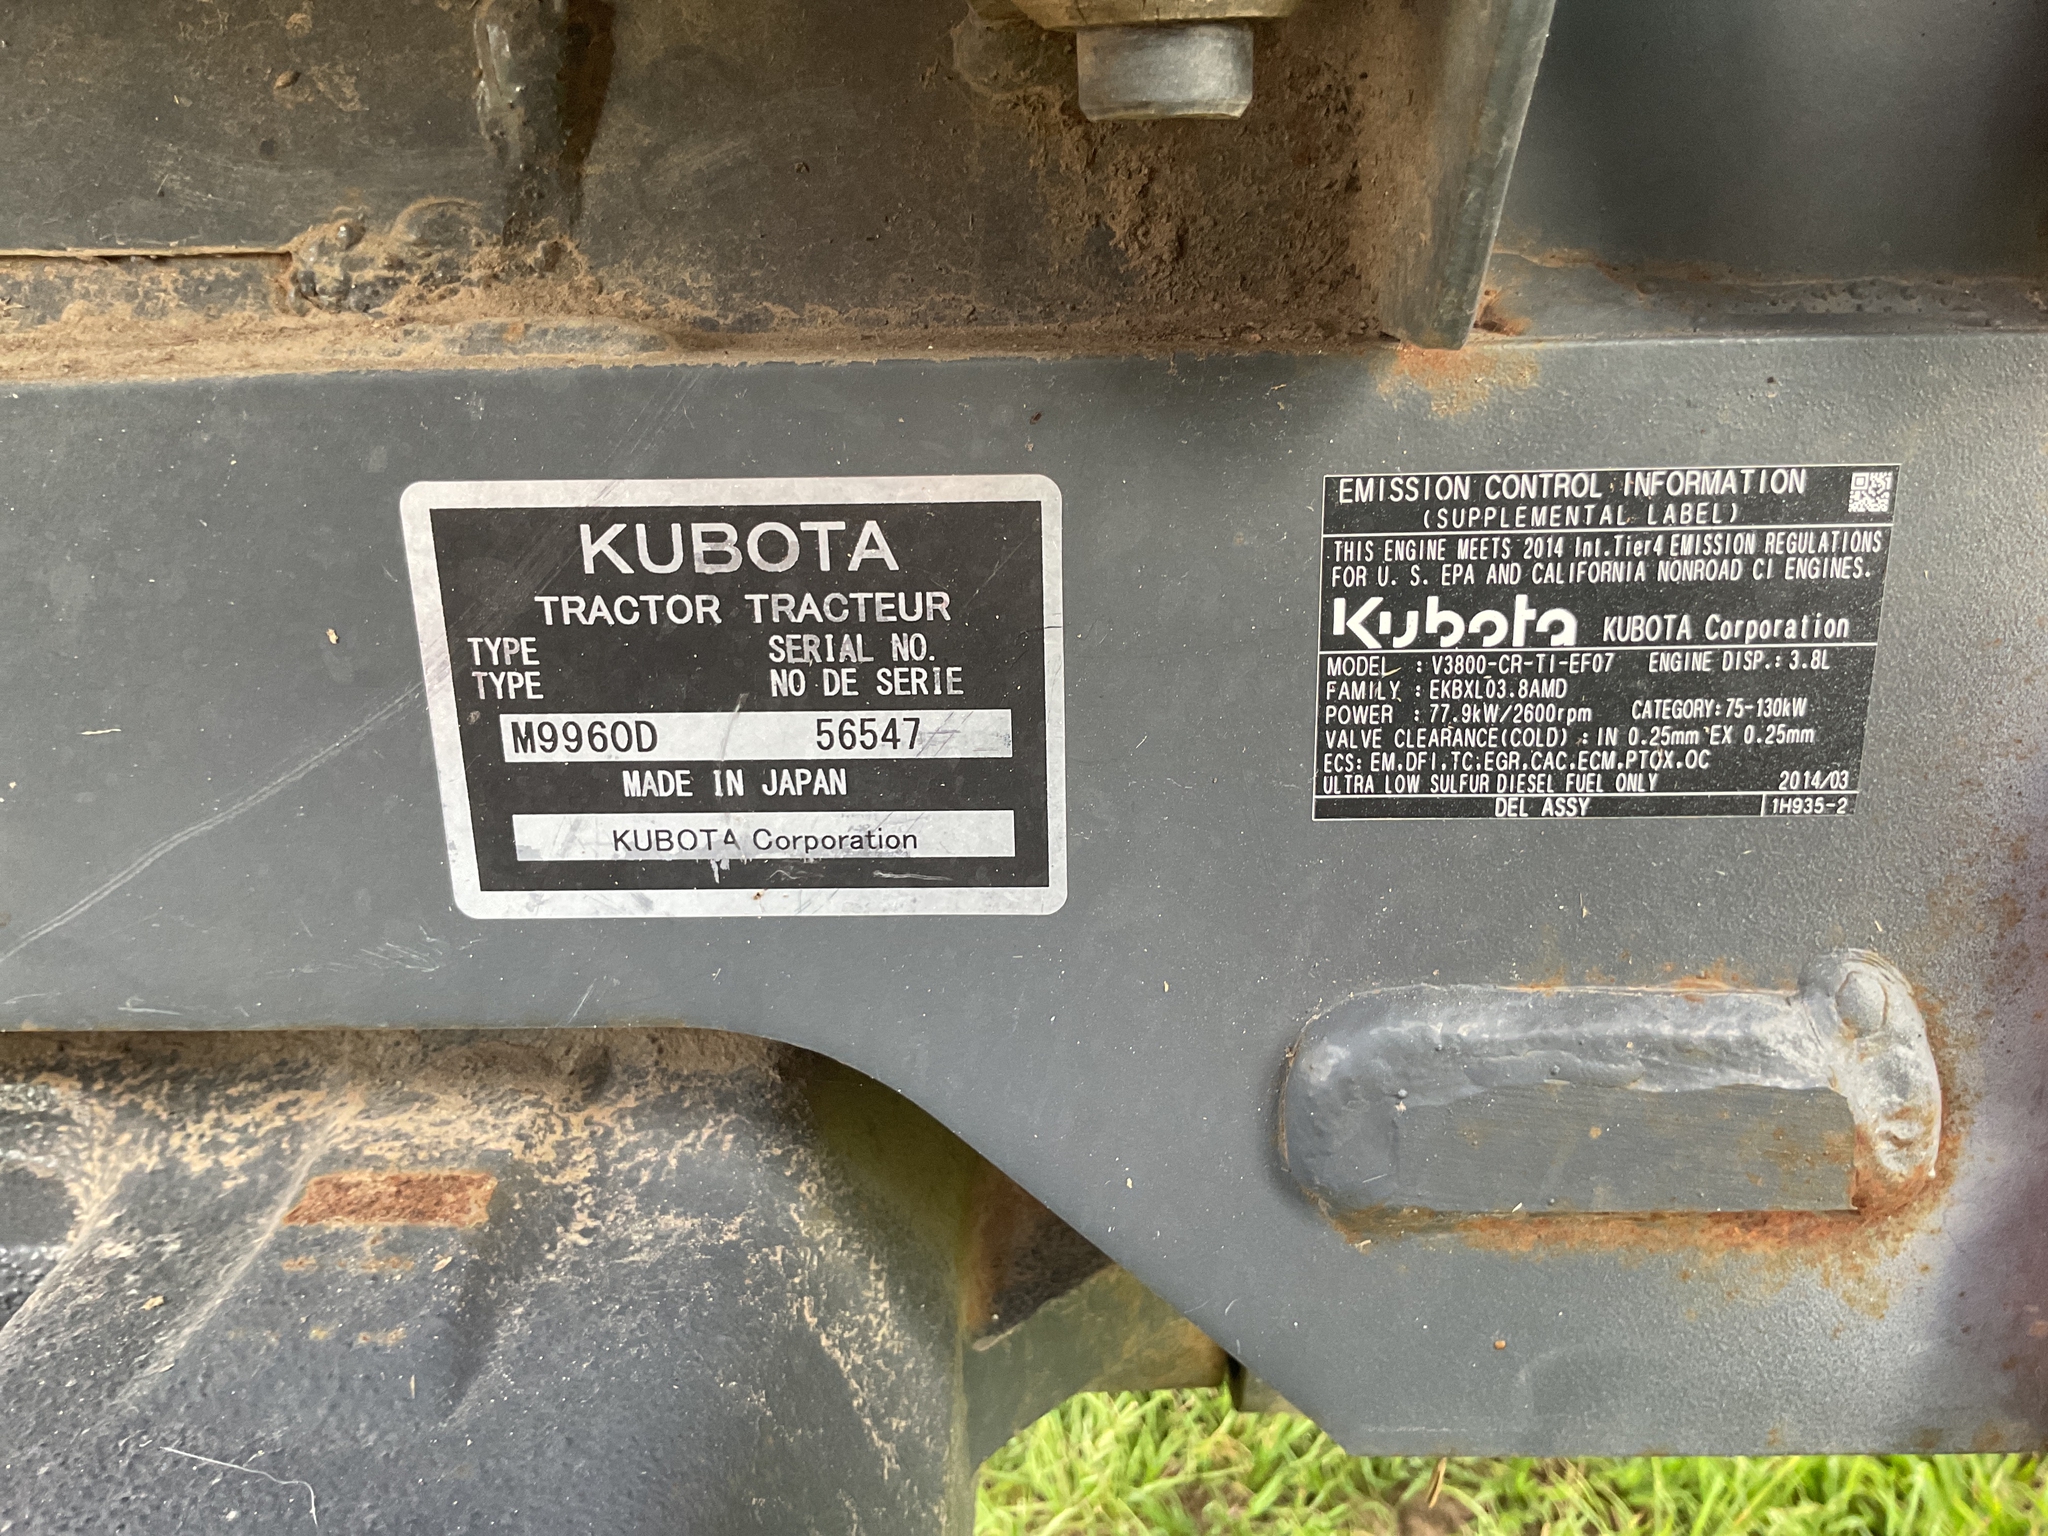 KUBOTA
TRACTOR TRACTEUR
TYPE SERIAL NO.
TYPE NO DE SERIE
M9960D 56547
MADE IN JAPAN
KUBOTA Corporation
EMISSION CONTROL INFORMATION
(SUPPLEMENTAL LABEL)
THIS ENGINE MEETS 2014 Int.Tier4 EMISSION REGULATIONS
FOR U. S. EPA AND CALIFORNIA NONROAD CI ENGINES.
Kubota KUBOTA Corporation
MODEL : V3800-CR-TI-EF07 ENGINE DISP.: 3.8L
FAMILY : EKBXL03.8AMD
POWER : 77.9kW/2600rpm CATEGORY:75-130kW
VALVE CLEARANCE(COLD) : IN 0.25mm EX 0.25mm
ECS: EM.DFI.TC.EGR.CAC.ECM.PTOX.OC
ULTRA LOW SULFUR DIESEL FUEL ONLY 2014/03
DEL ASSY 1H935-2